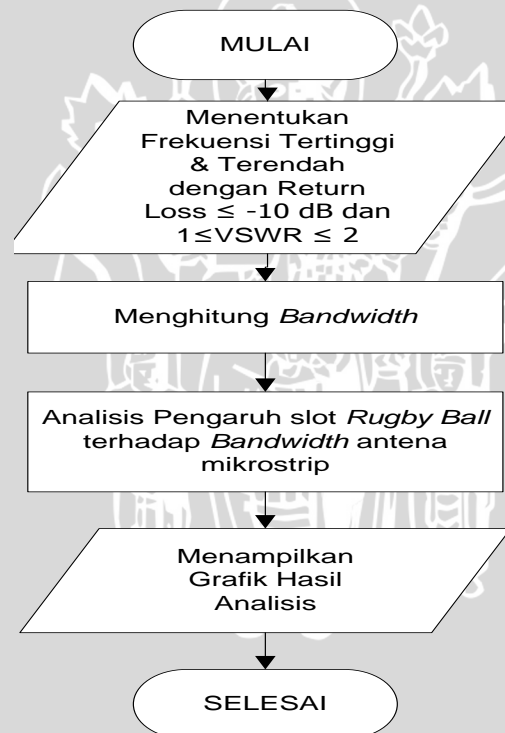 MULAI
Menentukan
Frekuensi Tertinggi
& Terendah
dengan Return
Loss ≤ -10 dB dan
1≤VSWR ≤ 2
Menghitung Bandwidth
Analisis Pengaruh slot Rugby Ball
terhadap Bandwidth antena
mikrostrip
Menampilkan
Grafik Hasil
Analisis
SELESAI